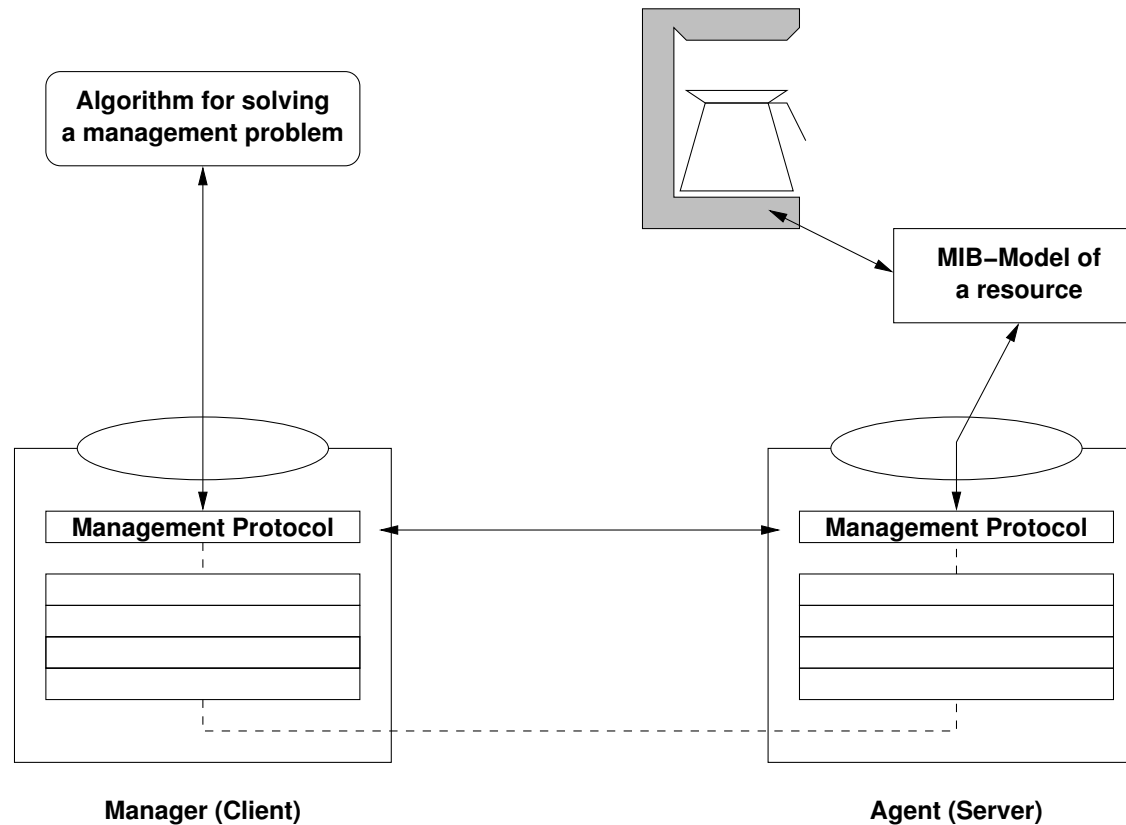 Algorithm for solving
a management problem
MIB−Model of
a resource
Management Protocol
Management Protocol
Manager (Client)
Agent (Server)